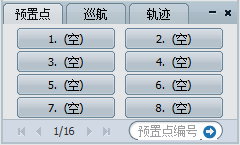 预置点 巡航 轨迹
1. (空) 2. (空)
3. (空) 4. (空)
5. (空) 6. (空)
7. (空) 8. (空)
1/16 预置点编号